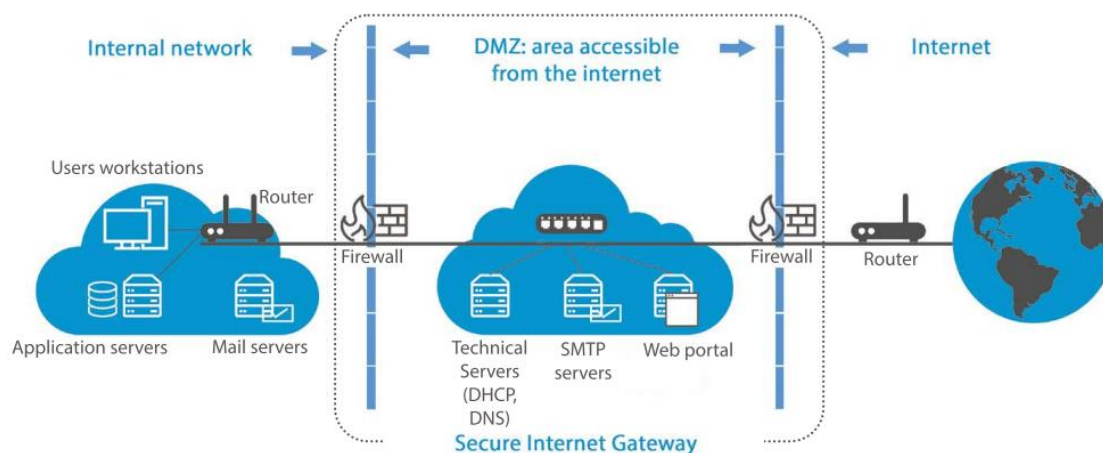 Internal network
DMZ: area accessible
from the internet
Internet
Users workstations
Router
Firewall
Firewall
Router
Application servers
Mail servers
Technical
Servers
(DHCP,
DNS)
SMTP
servers
Web portal
Secure Internet Gateway